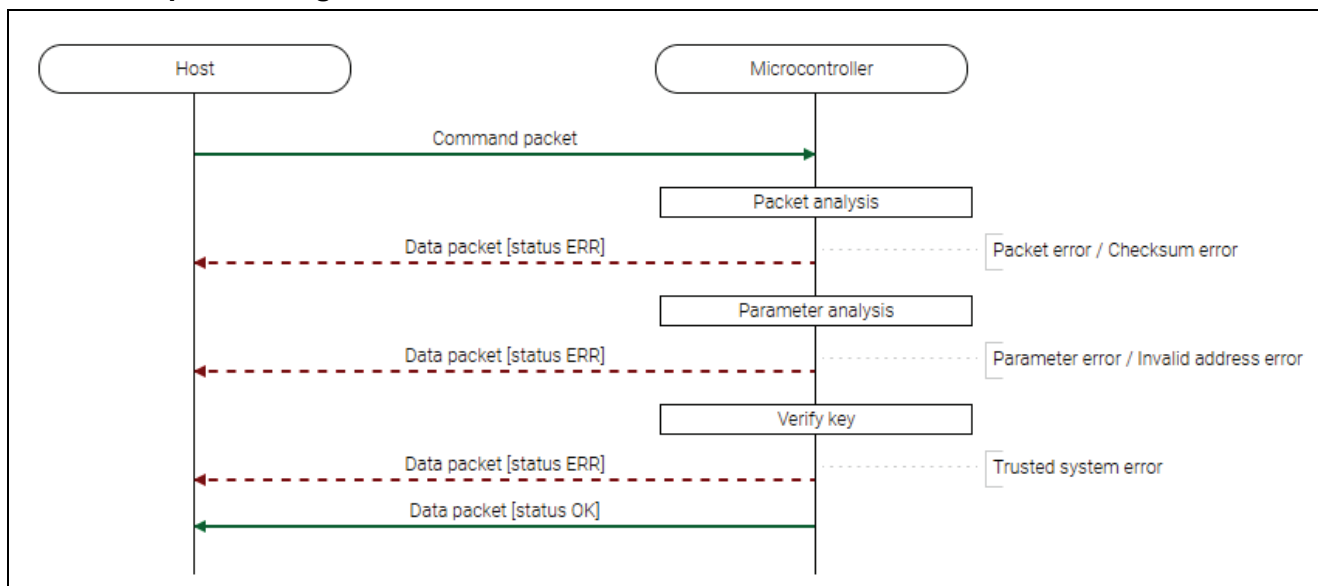 Host
Microcontroller
Command packet
Packet analysis
Data packet [status ERR]
Packet error / Checksum error
Parameter analysis
Data packet [status ERR]
Parameter error / Invalid address error
Verify key
Data packet [status ERR]
Trusted system error
Data packet [status OK]